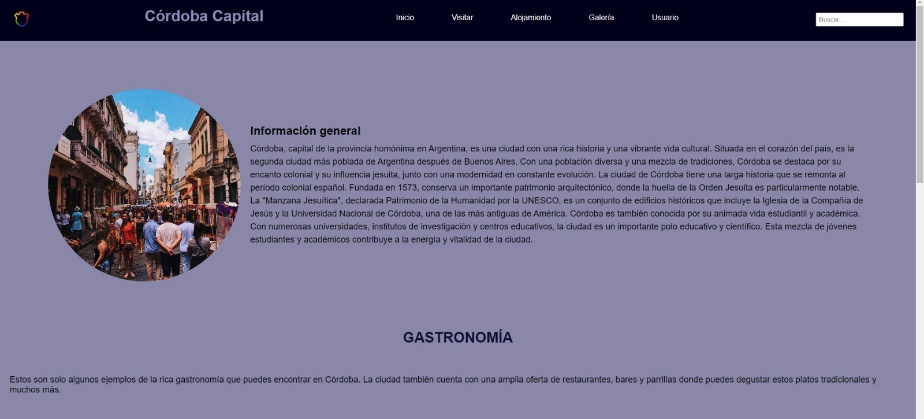 Córdoba Capital
Inicio
Visitar
Alojamiento
Galería
Usuario
Buscar...
Información general
Córdoba, capital de la provincia homónima en Argentina, es una ciudad con una rica historia y una vibrante vida cultural. Situada en el corazón del país, es la
segunda ciudad más poblada de Argentina después de Buenos Aires. Con una población diversa y una mezcla de tradiciones, Córdoba se destaca por su
encanto colonial y su influencia jesuita, junto con una modernidad en constante evolución. La ciudad de Córdoba tiene una larga historia que se remonta al
período colonial español. Fundada en 1573, conserva un importante patrimonio arquitectónico, donde la huella de la Orden Jesuita es particularmente notable.
La "Manzana Jesuítica", declarada Patrimonio de la Humanidad por la UNESCO, es un conjunto de edificios históricos que incluye la Iglesia de la Compañía de
Jesús y la Universidad Nacional de Córdoba, una de las más antiguas de América. Córdoba es también conocida por su animada vida estudiantil y académica.
Con numerosas universidades, institutos de investigación y centros educativos, la ciudad es un importante polo educativo y científico. Esta mezcla de jóvenes
estudiantes y académicos contribuye a la energía y vitalidad de la ciudad.
GASTRONOMÍA
Estos son solo algunos ejemplos de la rica gastronomía que puedes encontrar en Córdoba. La ciudad también cuenta con una amplia oferta de restaurantes, bares y parrillas donde puedes degustar estos platos tradicionales y
muchos más.